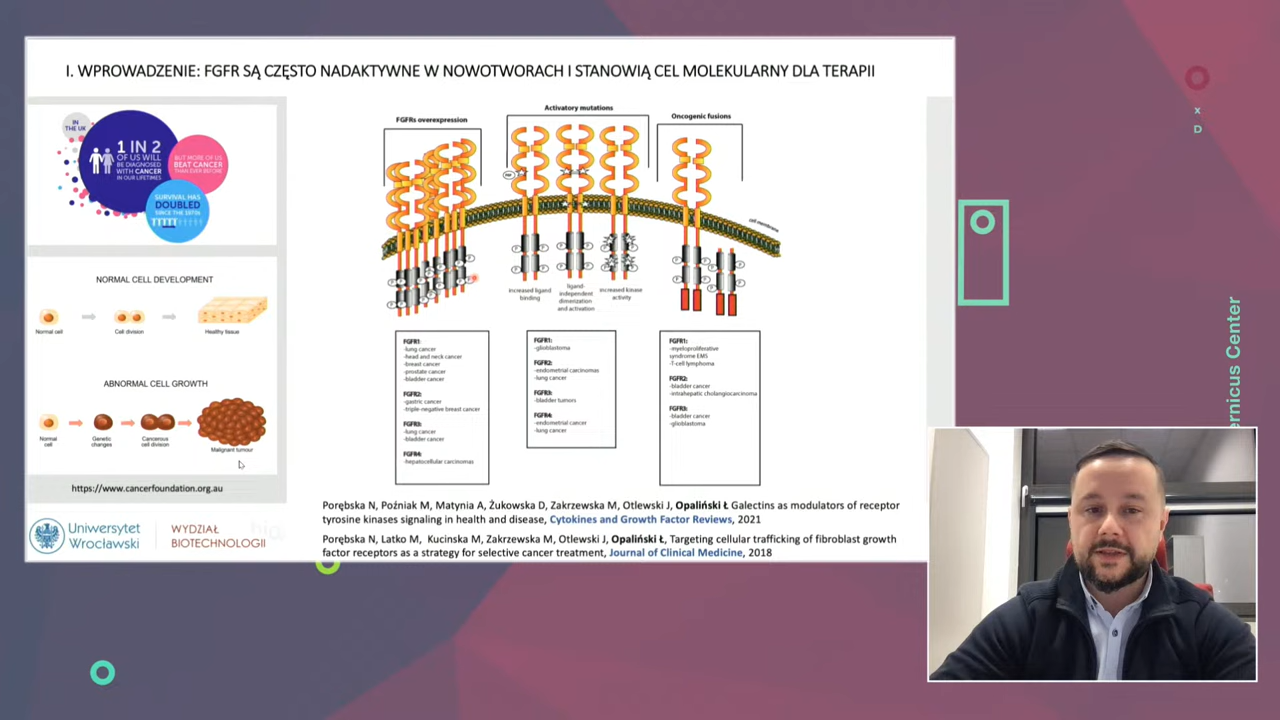 I. WPROWADZENIE: FGFR SĄ CZĘSTO NADAKTYWNE W NOWOTWORACH I STANOWIĄ CEL MOLEKULARNY DLA TERAPII
IN
THE UK
1 IN 2
OF US WILL
BE DIAGNOSED
WITH CANCER
IN OUR LIFETIMES
BUT MORE OF US
BEAT CANCER
THAN EVER BEFORE
SURVIVAL HAS
DOUBLED
SINCE THE 1970s
NORMAL CELL DEVELOPMENT
Normal cell
Cell division
Healthy tissue
ABNORMAL CELL GROWTH
Normal
cell
Genetic
changes
Cancerous
cell division
Malignant tumour
https://www.cancerfoundation.org.au
Uniwersytet
Wrocławski
WYDZIAŁ
BIOTECHNOLOGII
FGFRs overexpression
Activatory mutations
Oncogenic fusions
cell membrane
increased ligand
binding
ligand-
independent
dimerization
and activation
increased kinase
activity
FGFR1:
-lung cancer
-head and neck cancer
-breast cancer
-prostate cancer
-bladder cancer
FGFR2:
-gastric cancer
-triple-negative breast cancer
FGFR3:
-lung cancer
-bladder cancer
FGFR4:
-hepatocellular carcinomas
FGFR1:
-glioblastoma
FGFR2:
-endometrial carcinomas
-lung cancer
FGFR3:
-bladder tumors
FGFR4:
-endometrial cancer
-lung cancer
FGFR1:
-myeloproliferative
syndrome EMS
-T-cell lymphoma
FGFR2:
-bladder cancer
-intrahepatic cholangiocarcinoma
FGFR3:
-bladder cancer
-glioblastoma
Porębska N, Poźniak M, Matynia A, Żukowska D, Zakrzewska M, Otlewski J, Opaliński Ł Galectins as modulators of receptor
tyrosine kinases signaling in health and disease, Cytokines and Growth Factor Reviews, 2021
Porębska N, Latko M, Kucinska M, Zakrzewska M, Otlewski J, Opaliński Ł, Targeting cellular trafficking of fibroblast growth
factor receptors as a strategy for selective cancer treatment, Journal of Clinical Medicine, 2018
x
D
ernicus Center